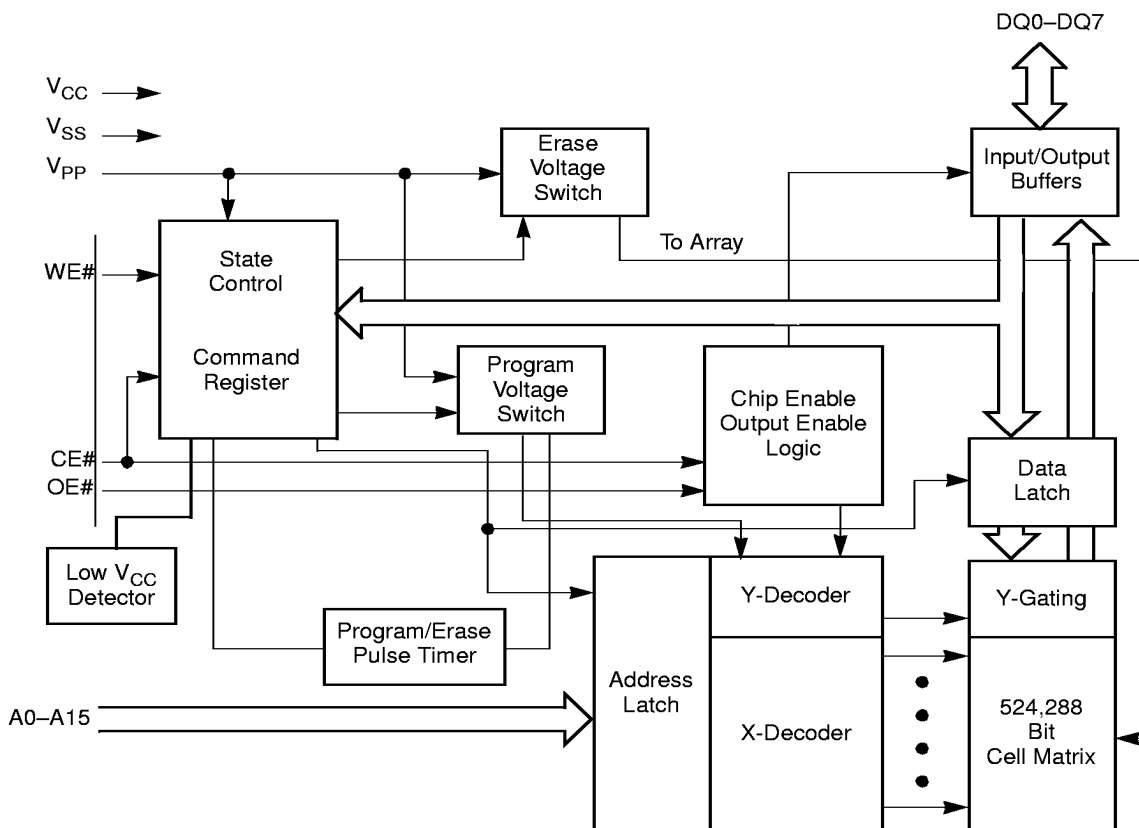 DQ0–DQ7
VCC
VSS
VPP
Erase
Voltage
Switch
Input/Output
Buffers
To Array
WE#
State
Control
Command
Register
Program
Voltage
Switch
Chip Enable
Output Enable
Logic
CE#
OE#
Data
Latch
Low VCC
Detector
Y-Decoder
Y-Gating
Program/Erase
Pulse Timer
Address
Latch
A0–A15
X-Decoder
524,288
Bit
Cell Matrix